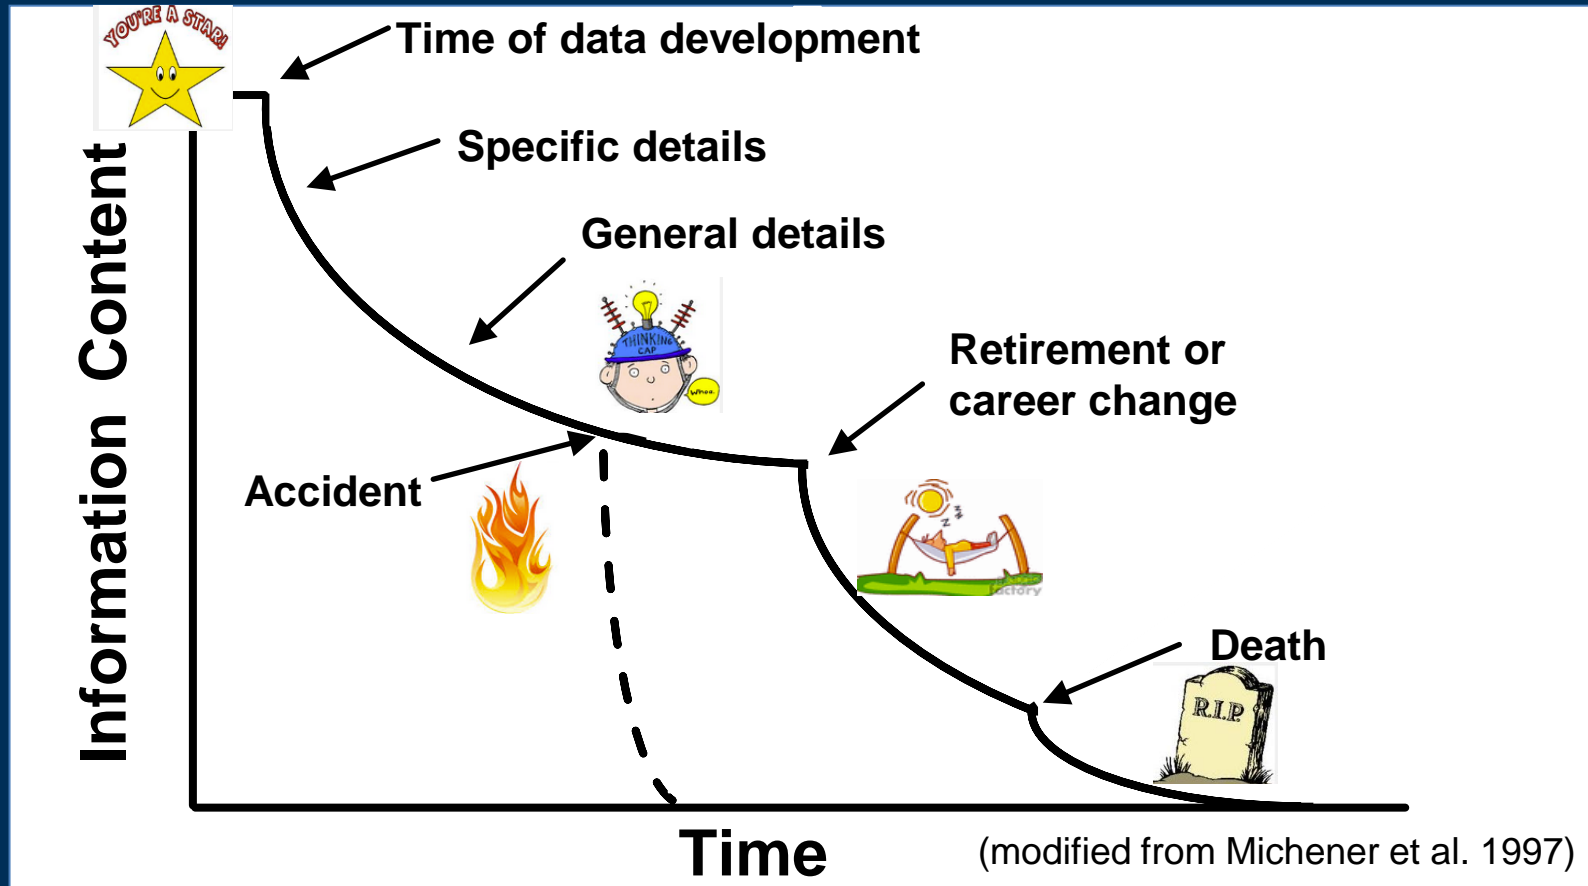 YOU'RE A STAR!
Time of data development
Specific details
General details
THINKING
CAP
Whoa
Retirement or
career change
Accident
z z z
factory
Death
R.I.P.
Information Content
Time
(modified from Michener et al. 1997)